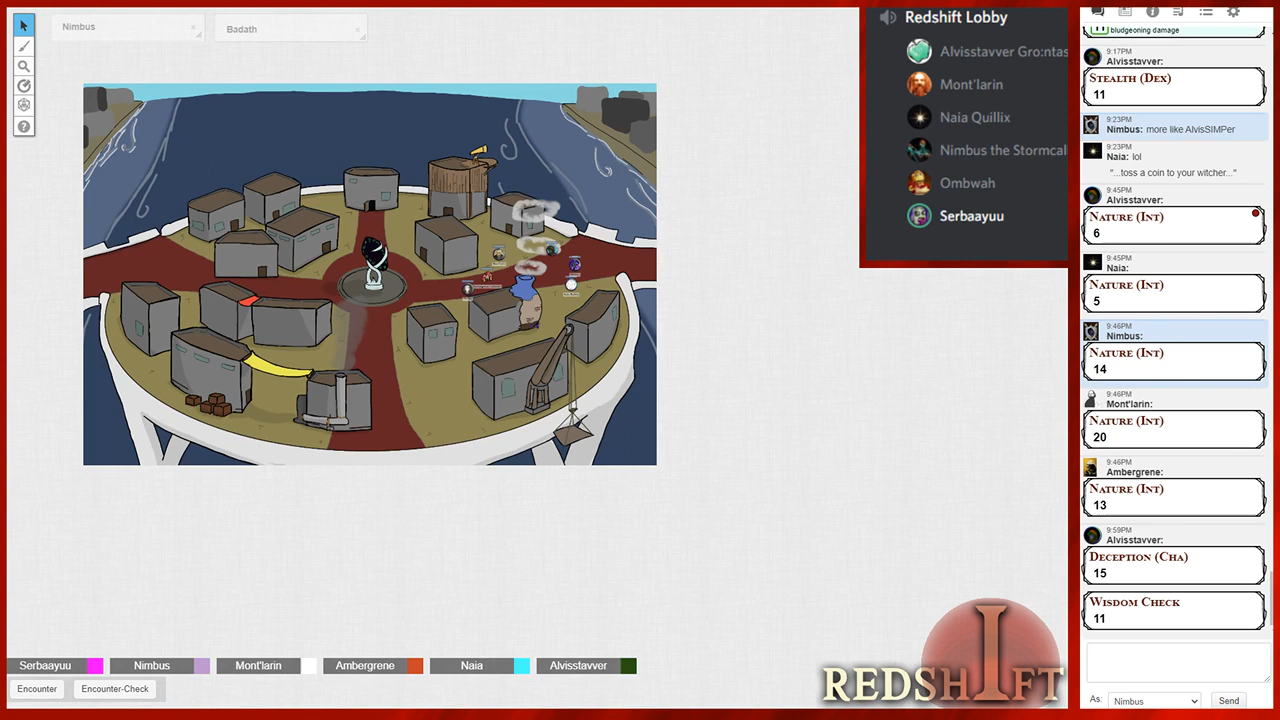 Nimbus
Badath
Redshift Lobby
Alvisstavver Gro:ntas
Mont'larin
Naia Quillix
Nimbus the Stormcall
Ombwah
Serbaayuu
bludgeoning damage
9:17PM
Alvisstavver:
Stealth (Dex)
11
9:23PM
Nimbus: more like AlvisSIMPer
9:23PM
Naia: lol
"...toss a coin to your witcher..."
9:45PM
Alvisstavver:
Nature (Int)
6
9:45PM
Naia:
Nature (Int)
5
9:46PM
Nimbus:
Nature (Int)
14
9:46PM
Mont'larin:
Nature (Int)
20
9:46PM
Ambergrene:
Nature (Int)
13
9:59PM
Alvisstavver:
Deception (Cha)
15
Wisdom Check
11
As: Nimbus Send
Serbaayuu Nimbus Mont'larin Ambergrene Naia Alvisstavver
Encounter Encounter-Check
REDSHIFT